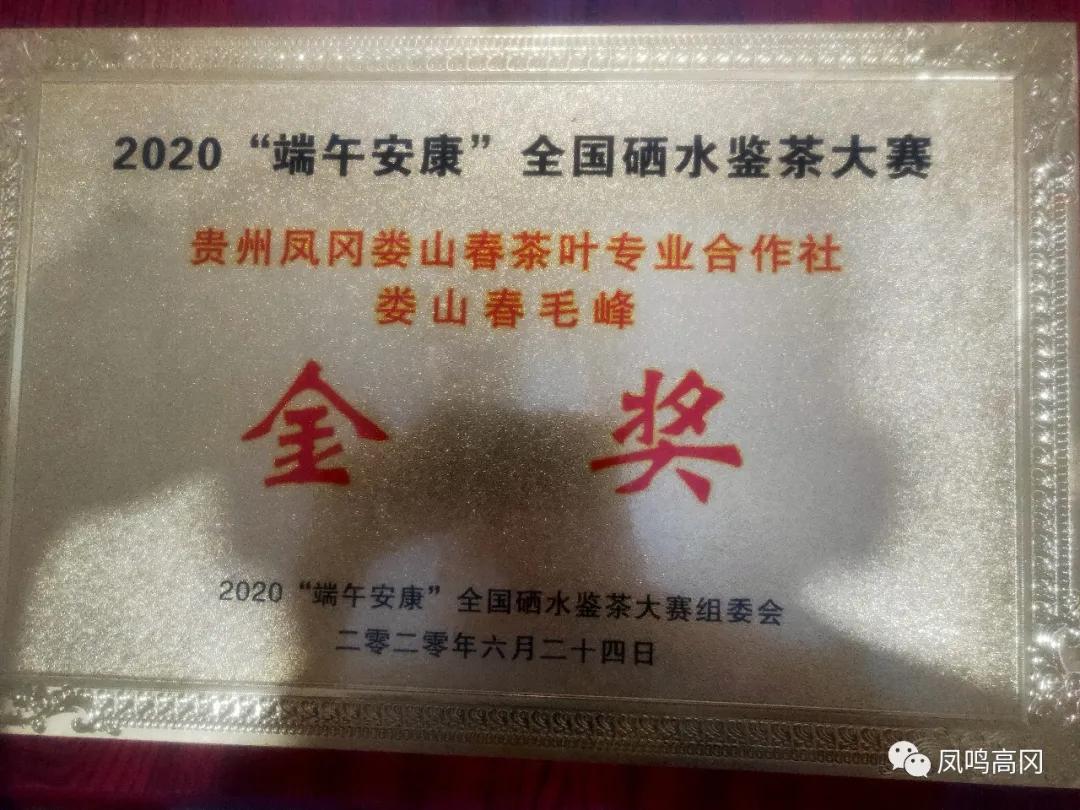 2020“端午安康”全国硒水鉴茶大赛
贵州凤冈娄山春茶叶专业合作社
娄山春毛峰
金奖
2020“端午安康”全国硒水鉴茶大赛组委会
二零二零年六月二十四日
凤鸣高冈